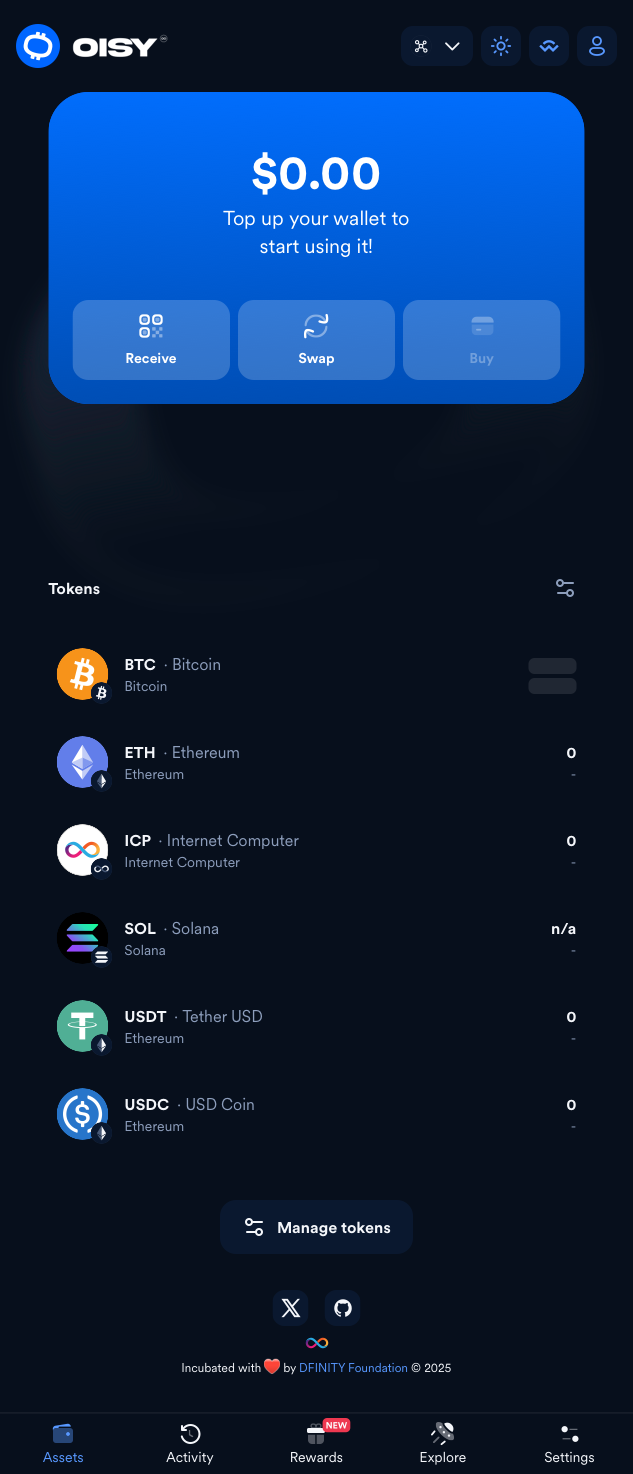 OISY
$0.00
Top up your wallet to
start using it!
Receive
Swap
Buy
Tokens
BTC · Bitcoin
Bitcoin
ETH · Ethereum
0
Ethereum
-
ICP · Internet Computer
0
Internet Computer
-
SOL · Solana
n/a
Solana
-
USDT · Tether USD
0
Ethereum
-
USDC · USD Coin
0
Ethereum
-
Manage tokens
Incubated with ❤️ by DFINITY Foundation © 2025
NEW
Assets
Activity
Rewards
Explore
Settings